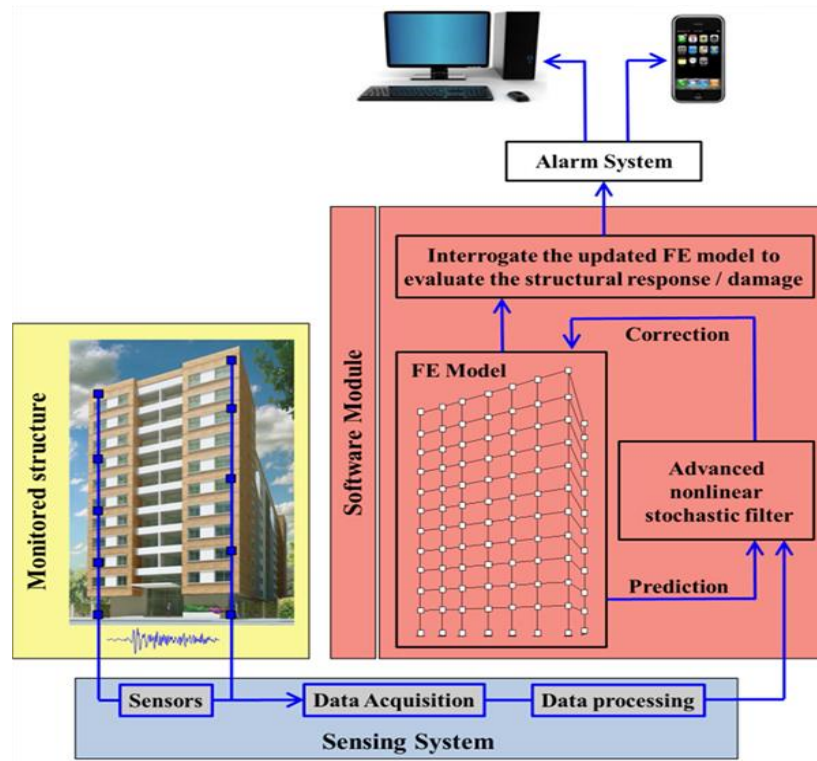 Alarm System
Interrogate the updated FE model to
evaluate the structural response / damage
Correction
FE Model
Software Module
Monitored structure
Advanced
nonlinear
stochastic filter
Prediction
Sensors
Data Acquisition
Data processing
Sensing System